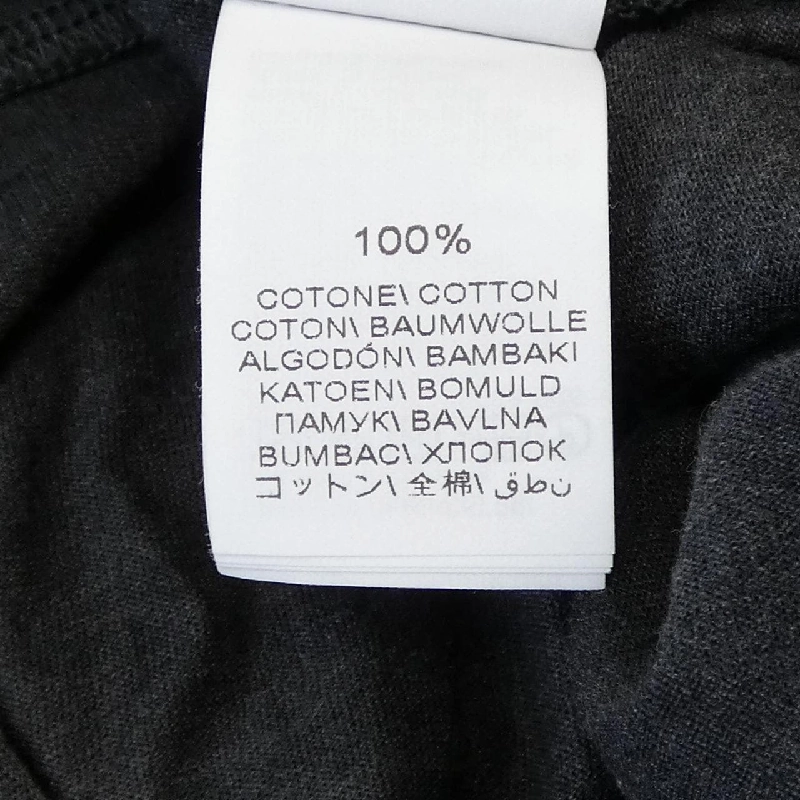 100%
COTONE\ COTTON
COTON\ BAUMWOLLE
ALGODÓN\ BAMBAKI
KATOEN\ BOMULD
ПАМУК\ BAVLNA
BUMBAC\ ХЛОПОК
コットン\ 全棉\ نطق